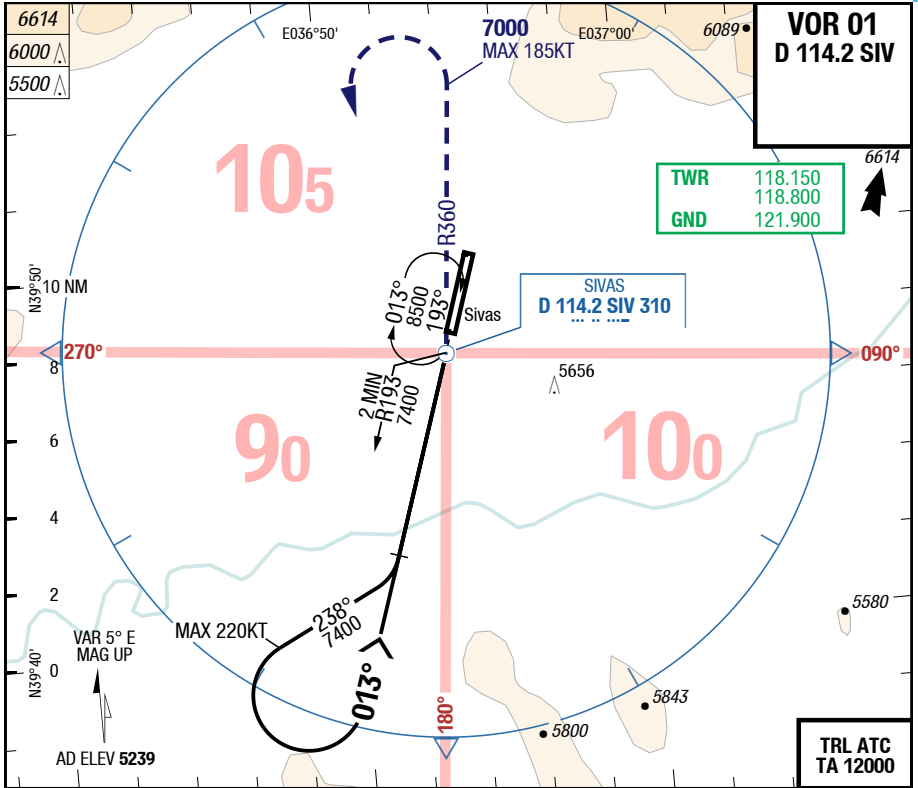 6614
6000
5500
E036°50'
7000
MAX 185KT
E037°00'
6089
VOR 01
D 114.2 SIV
6614
TWR 118.150
118.800
GND 121.900
105
R360
N39°50'
10 NM
013°
8500
193°
Sivas
SIVAS
D 114.2 SIV 310
270°
090°
8
5656
2 MIN
R193
7400
90
100
6
4
2
0
238°
7400
MAX 220KT
013°
180°
5580
5843
5800
VAR 5° E
MAG UP
N39°40'
AD ELEV 5239
TRL ATC
TA 12000